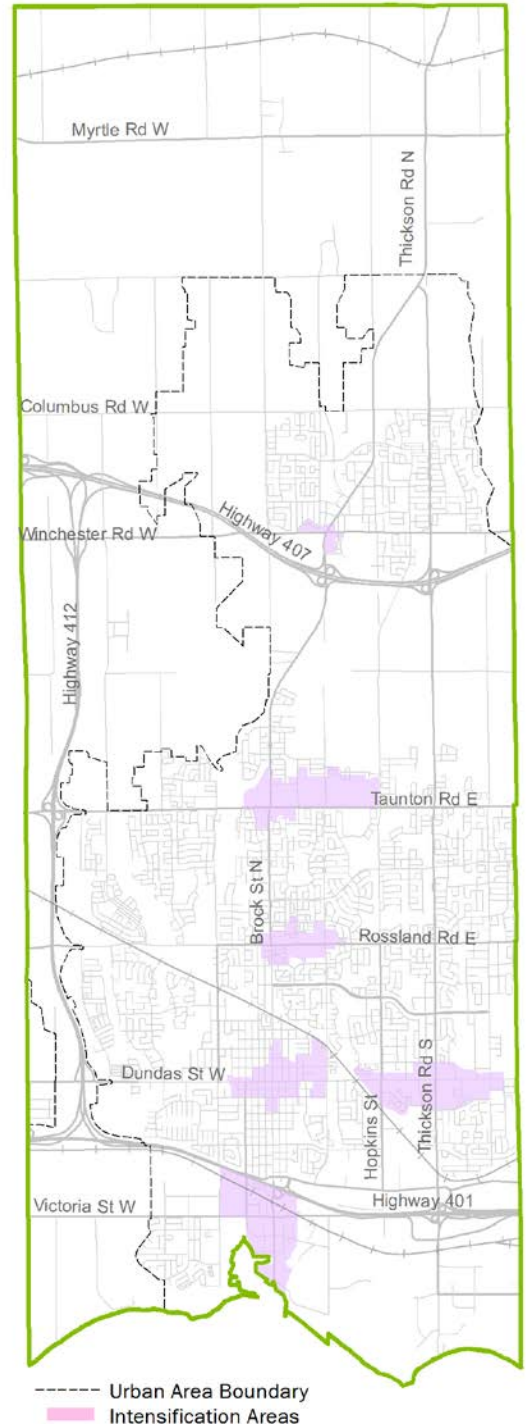 Myrtle Rd W
Thickson Rd N
Columbus Rd W
Highway 407
Winchester Rd W
Highway 412
Taunton Rd E
Brock St N
Rossland Rd E
Dundas St W
Hopkins St
Thickson Rd S
Victoria St W
Highway 401
Urban Area Boundary
Intensification Areas